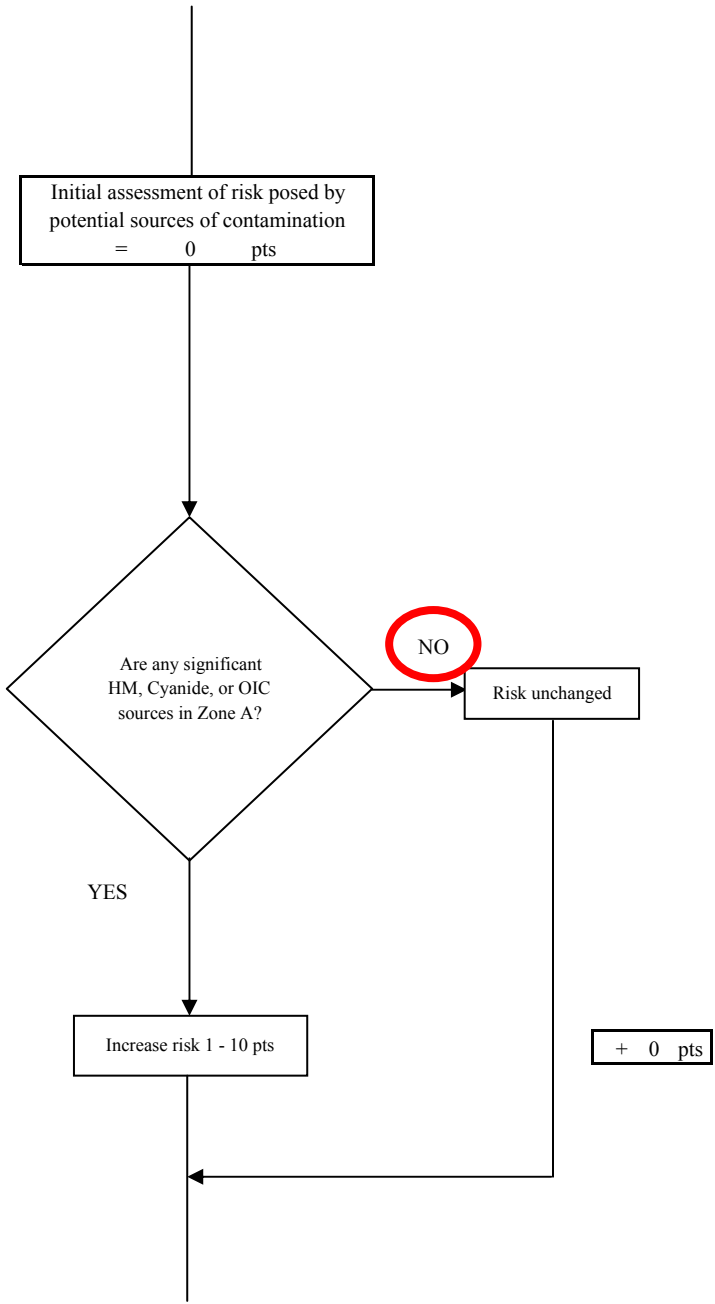 Initial assessment of risk posed by
potential sources of contamination
= 0 pts
Are any significant
HM, Cyanide, or OIC
sources in Zone A?
NO
Risk unchanged
YES
Increase risk 1 - 10 pts
+ 0 pts